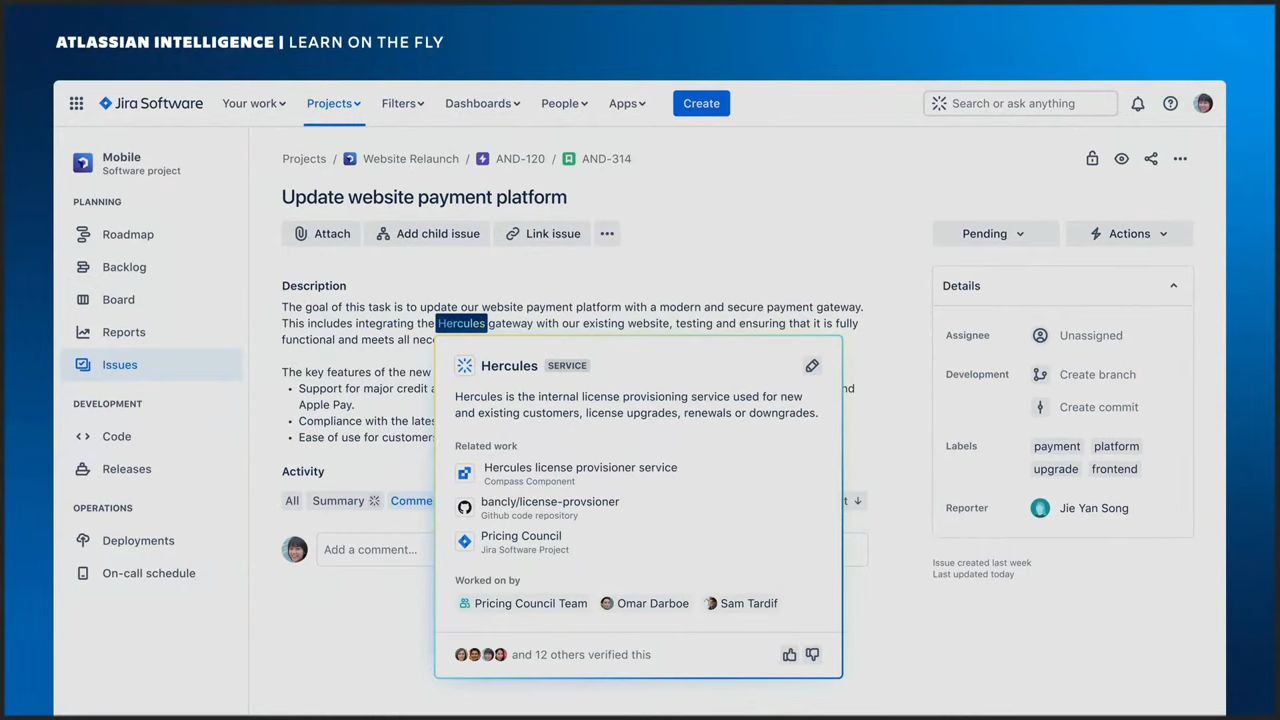 ATLASSIAN INTELLIGENCE | LEARN ON THE FLY
Jira Software
Your work
Projects
Filters
Dashboards
People
Apps
Create
Search or ask anything
Mobile
Software project
PLANNING
Roadmap
Backlog
Board
Reports
Issues
DEVELOPMENT
Code
Releases
OPERATIONS
Deployments
On-call schedule
Projects / Website Relaunch / AND-120 / AND-314
Update website payment platform
Attach
Add child issue
Link issue
Description
The goal of this task is to update our website payment platform with a modern and secure payment gateway.
This includes integrating the Hercules gateway with our existing website, testing and ensuring that it is fully
functional and meets all nece
The key features of the new
Support for major credit a
nd
Apple Pay.
Compliance with the lates
Ease of use for customers
Activity
All
Summary
Comme
t
Add a comment...
Hercules SERVICE
Hercules is the internal license provisioning service used for new
and existing customers, license upgrades, renewals or downgrades.
Related work
Hercules license provisioner service
Compass Component
bancly/license-provsioner
Github code repository
Pricing Council
Jira Software Project
Worked on by
Pricing Council Team
Omar Darboe
Sam Tardif
and 12 others verified this
Pending
Actions
Details
Assignee
Unassigned
Development
Create branch
Create commit
Labels
payment
platform
upgrade
frontend
Reporter
Jie Yan Song
Issue created last week
Last updated today